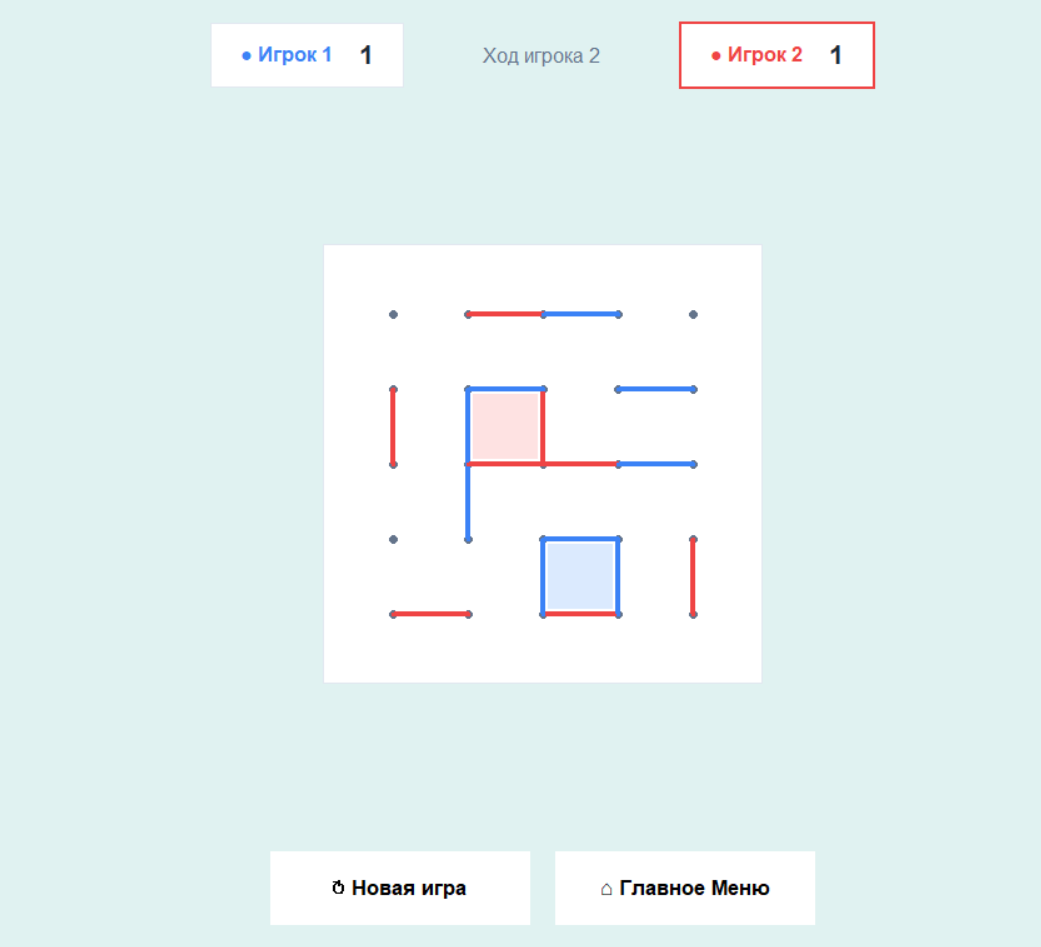 ● Игрок 1 1
Ход игрока 2
● Игрок 2 1
Новая игра
⌂ Главное Меню